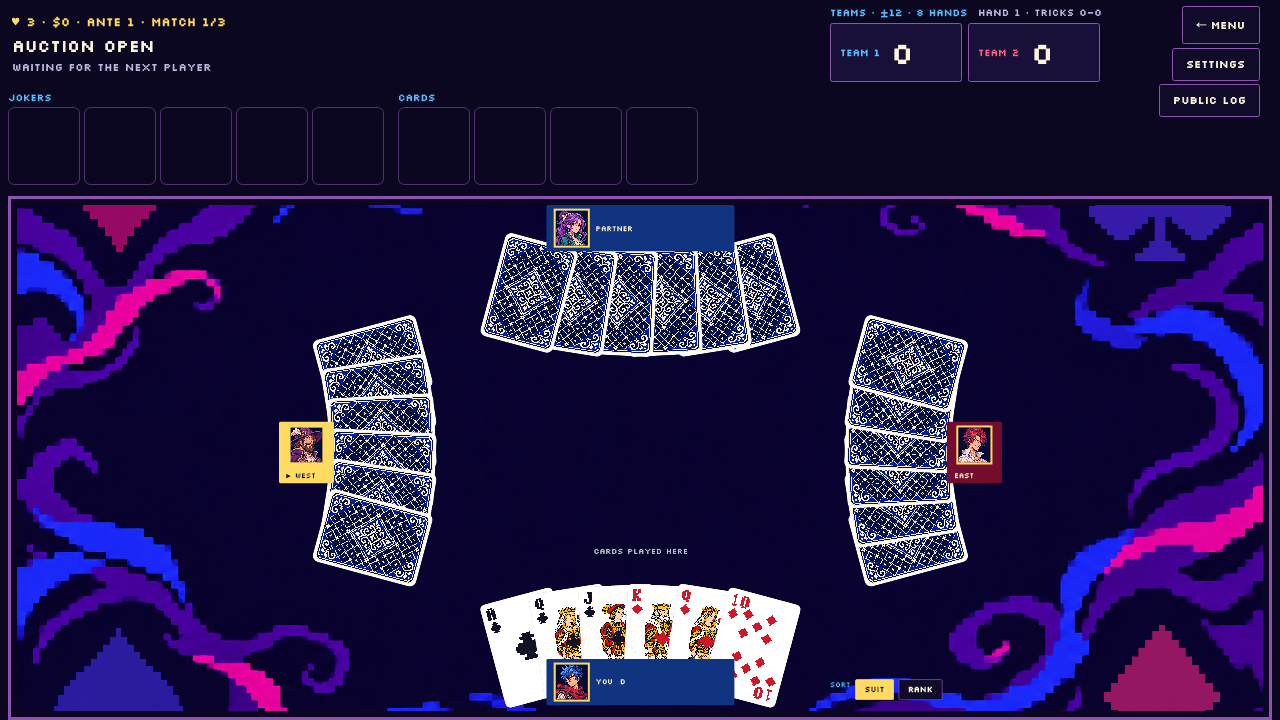 ♥ 3 · $0 · ANTE 1 · MATCH 1/3
AUCTION OPEN
WAITING FOR THE NEXT PLAYER
TEAMS · ±12 · 8 HANDS HAND 1 · TRICKS 0-0
TEAM 1 0
TEAM 2 0
← MENU
SETTINGS
PUBLIC LOG
JOKERS
CARDS
PARTNER
► WEST
EAST
CARDS PLAYED HERE
A
Q
J
K
Q
10
10
YOU D
SORT
SUIT
RANK